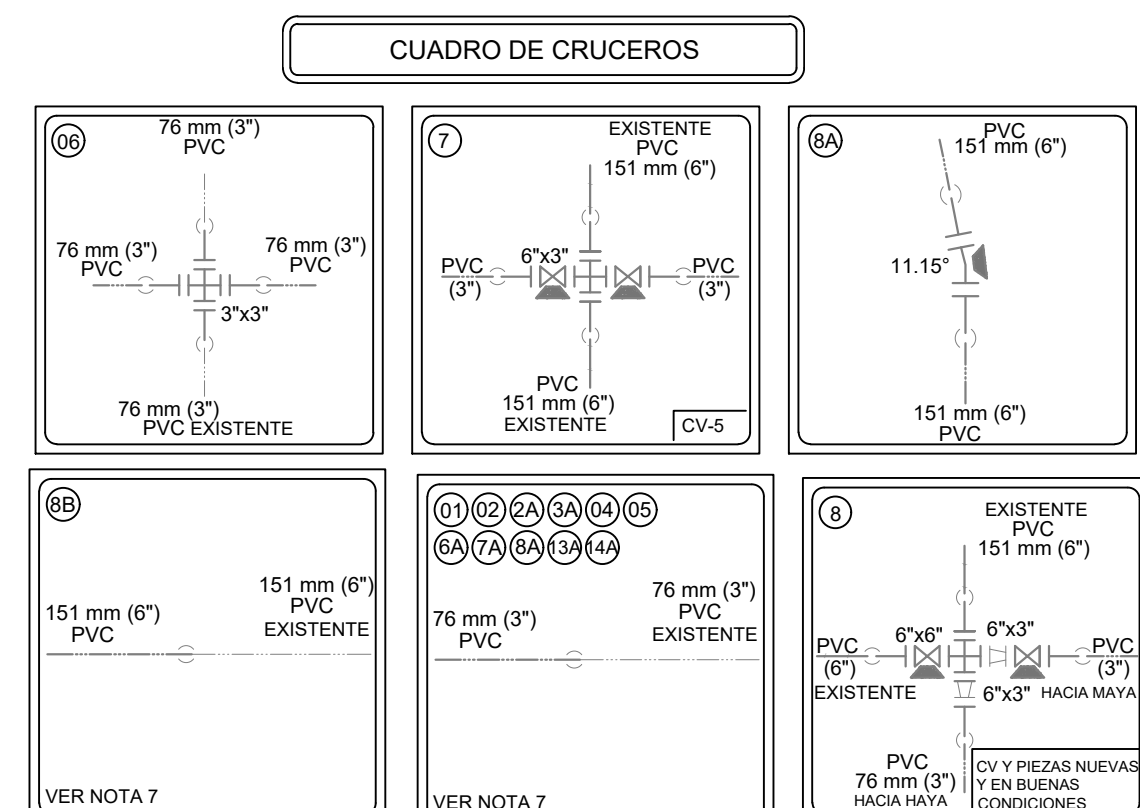 CUADRO DE CRUCEROS
06
76 mm (3")
PVC
76 mm (3")
PVC
76 mm (3")
PVC
3"x3"
76 mm (3")
PVC EXISTENTE
7
EXISTENTE
PVC
151 mm (6")
6"x3"
PVC
(3")
PVC
(3")
PVC
151 mm (6")
EXISTENTE
CV-5
8A
PVC
151 mm (6")
11.15°
151 mm (6")
PVC
8B
151 mm (6")
PVC
151 mm (6")
PVC
EXISTENTE
VER NOTA 7
01 02 2A 3A 04 05
6A 7A 8A 13A 14A
76 mm (3")
PVC
76 mm (3")
PVC
EXISTENTE
VER NOTA 7
8
EXISTENTE
PVC
151 mm (6")
PVC
(6")
EXISTENTE
6"x6"
6"x3"
PVC
(3")
HACIA MAYA
6"x3"
PVC
76 mm (3")
HACIA HAYA
CV Y PIEZAS NUEVAS
Y EN BUENAS
CONDICIONES